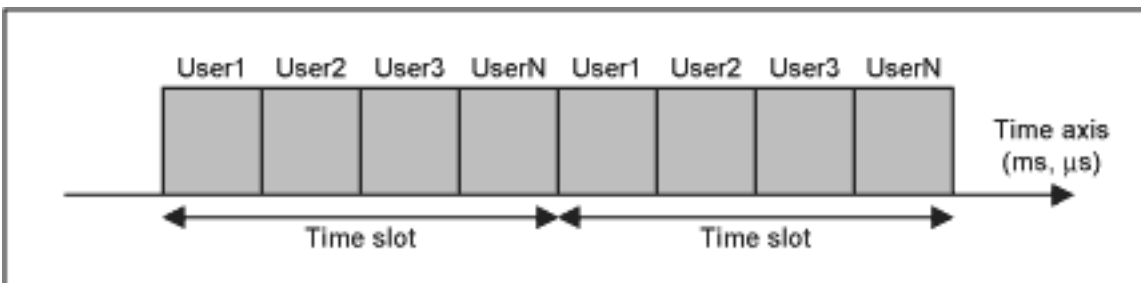 User1 User2 User3 UserN User1 User2 User3 UserN
Time axis
(ms, μs)
Time slot Time slot